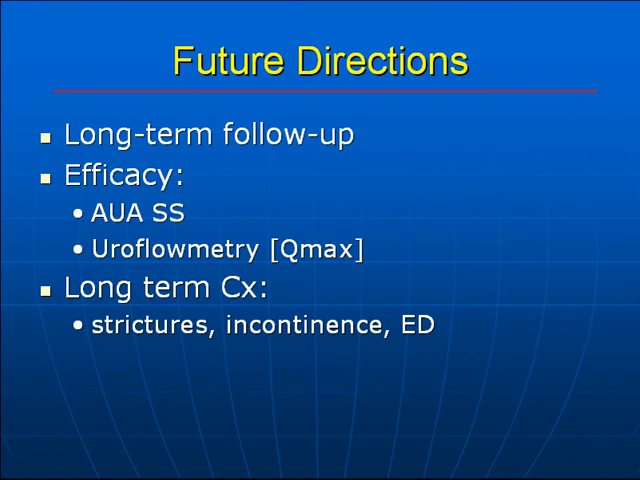 Future Directions
Long-term follow-up
Efficacy:
AUA SS
Uroflowmetry [Qmax]
Long term Cx:
strictures, incontinence, ED